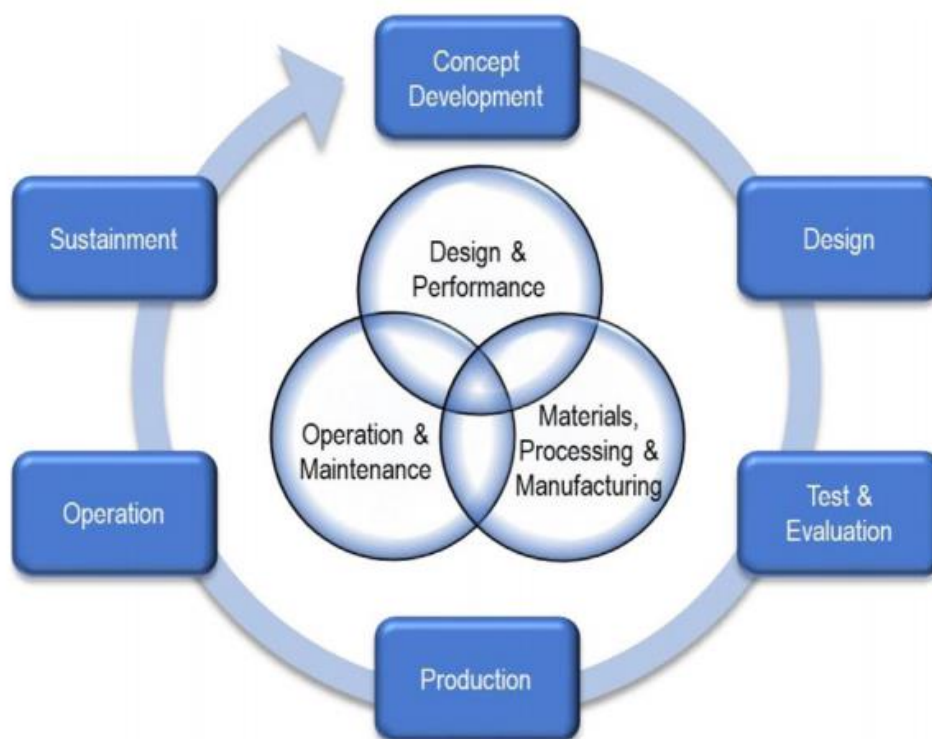 Concept
Development
Design
Test &
Evaluation
Production
Operation
Sustainment
Design &
Performance
Operation &
Maintenance
Materials,
Processing &
Manufacturing